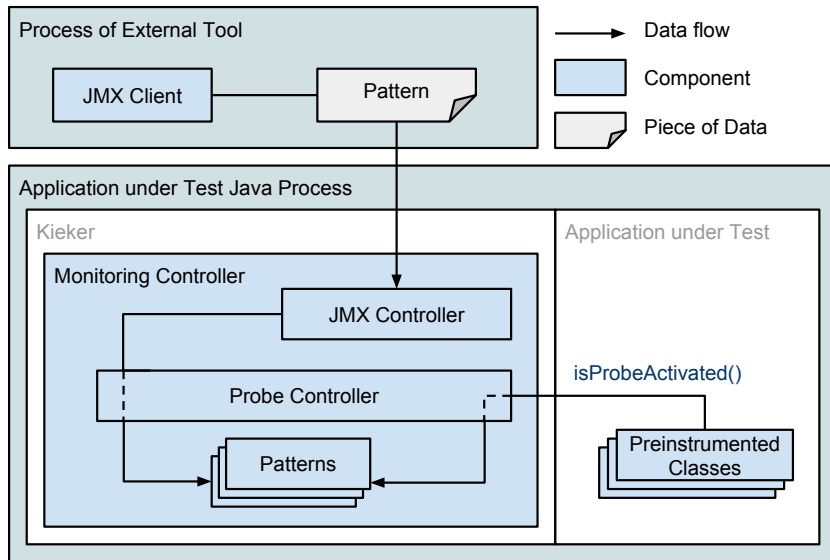 Process of External Tool
JMX Client
Pattern
Data flow
Component
Piece of Data
Application under Test Java Process
Kieker
Application under Test
Monitoring Controller
JMX Controller
isProbeActivated()
Probe Controller
Patterns
Preinstrumented
Classes